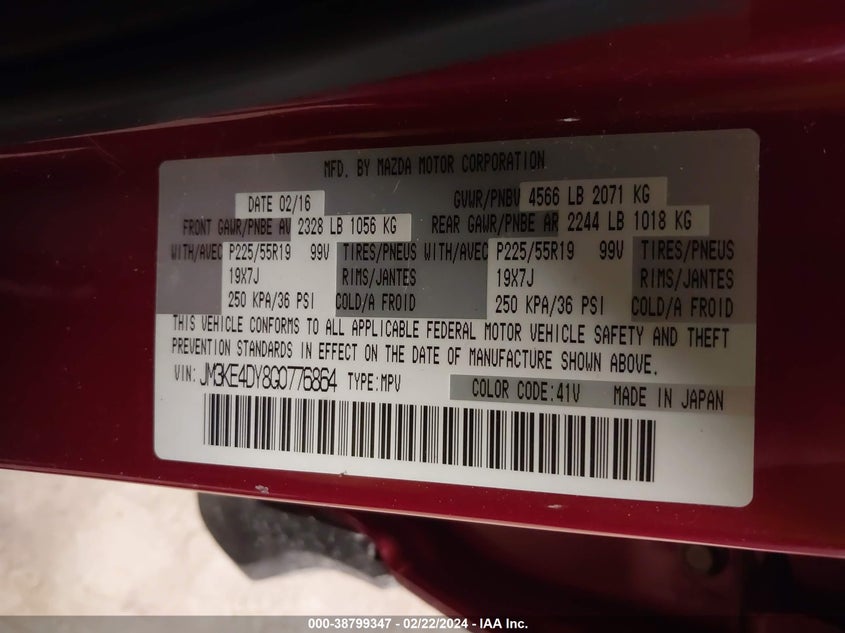 MFD. BY MAZDA MOTOR CORPORATION
DATE 02/16 GVWR/PNBV 4566 LB 2071 KG
FRONT GAWR/PNBE AV 2328 LB 1056 KG REAR GAWR/PNBE AR 2244 LB 1018 KG
WITH/AVEC P225/55R19 99V TIRES/PNEUS WITH/AVEC P225/55R19 99V TIRES/PNEUS
19X7J RIMS/JANTES 19X7J RIMS/JANTES
250 KPA/36 PSI COLD/A FROID 250 KPA/36 PSI COLD/A FROID
THIS VEHICLE CONFORMS TO ALL APPLICABLE FEDERAL MOTOR VEHICLE SAFETY AND THEFT
PREVENTION STANDARDS IN EFFECT ON THE DATE OF MANUFACTURE SHOWN ABOVE.
VIN: JM3KE4DY8G0776864 TYPE:MPV COLOR CODE:41V MADE IN JAPAN
000-38799347 - 02/22/2024 - IAA Inc.